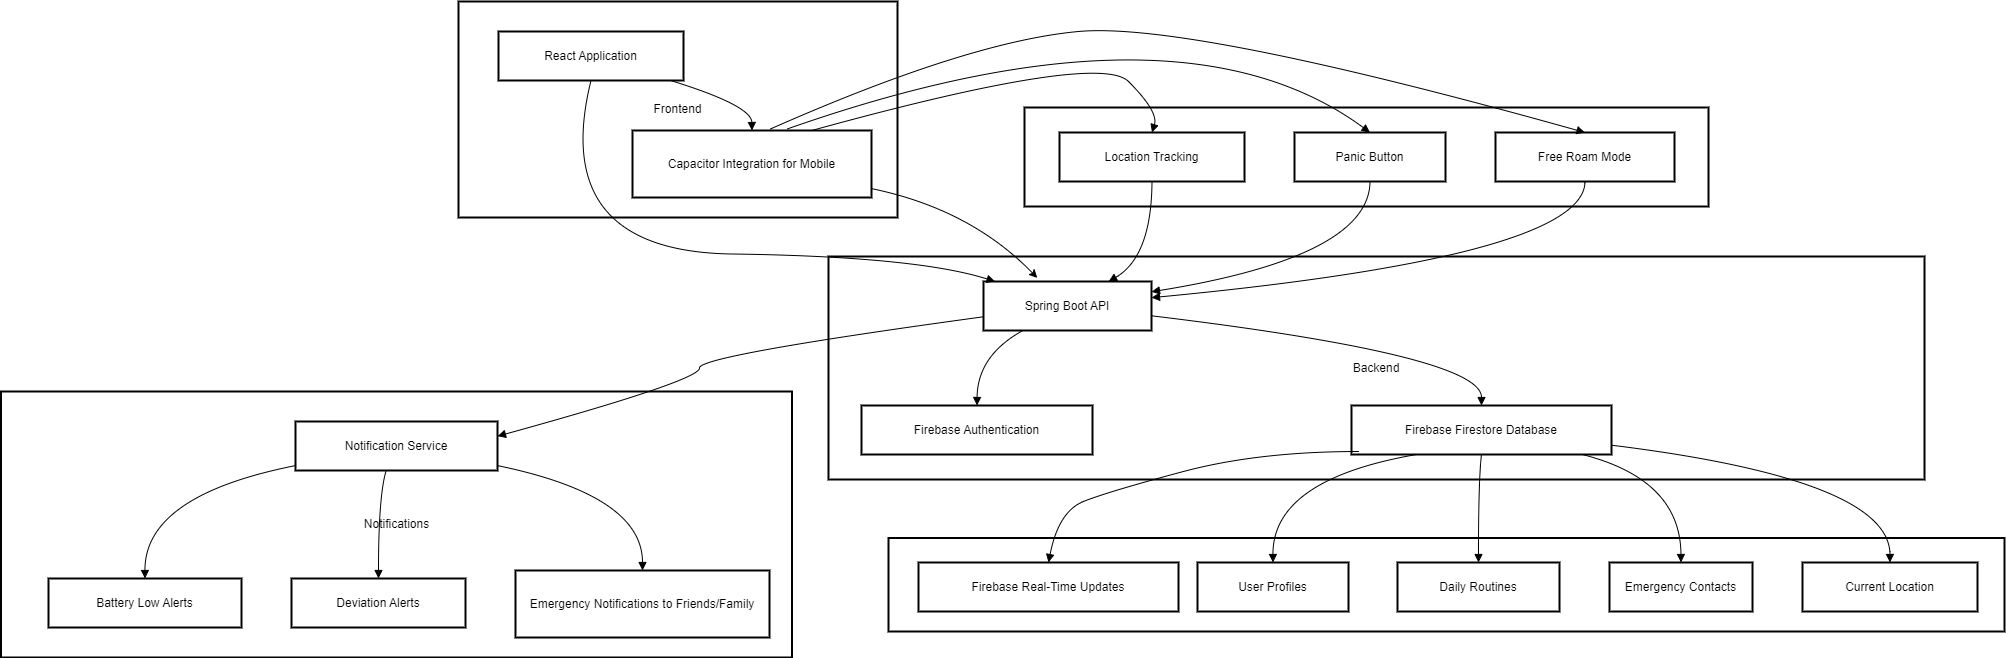 React Application
Frontend
Capacitor Integration for Mobile
Location Tracking
Panic Button
Free Roam Mode
Spring Boot API
Backend
Firebase Authentication
Firebase Firestore Database
Notification Service
Notifications
Battery Low Alerts
Deviation Alerts
Emergency Notifications to Friends/Family
Firebase Real-Time Updates
User Profiles
Daily Routines
Emergency Contacts
Current Location